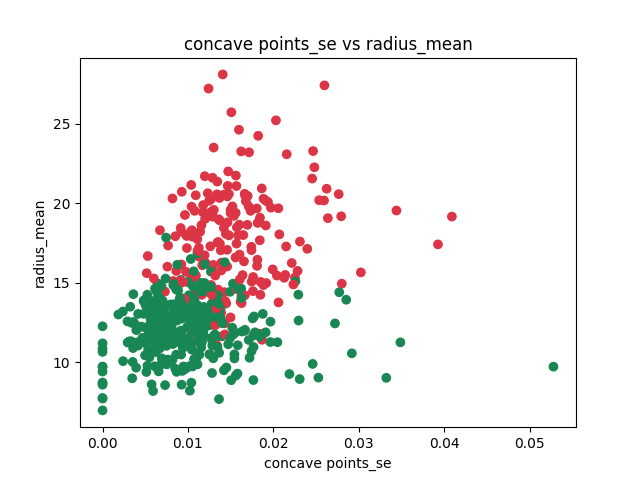 concave points_se vs radius_mean
radius_mean
25
20
15
10
0.00 0.01 0.02 0.03 0.04 0.05
concave points_se